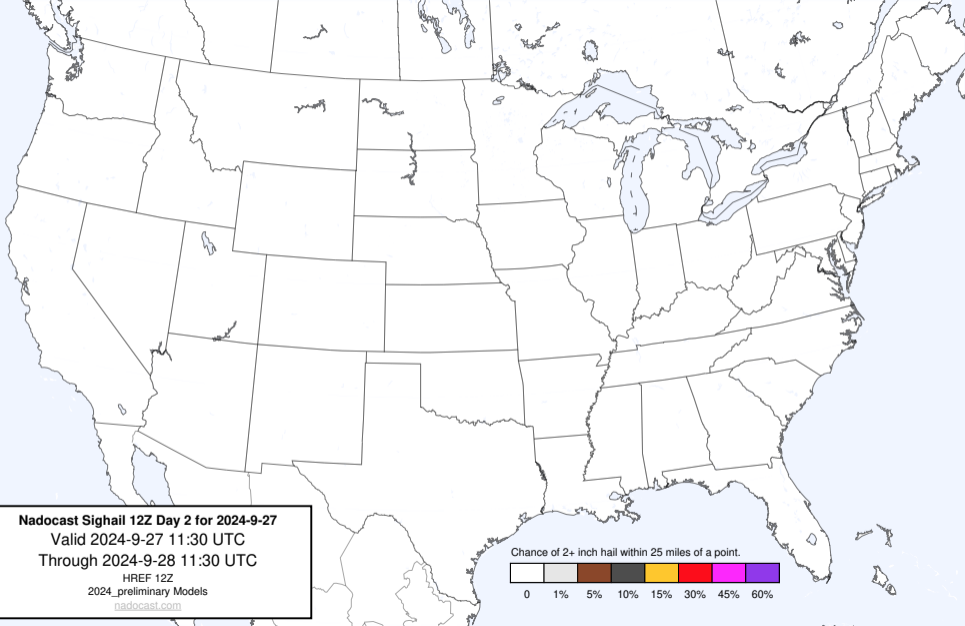 Nadocast Sighail 12Z Day 2 for 2024-9-27
Valid 2024-9-27 11:30 UTC
Through 2024-9-28 11:30 UTC
HREF 12Z
2024_preliminary Models
nadocast.com
Chance of 2+ inch hail within 25 miles of a point.
0 1% 5% 10% 15% 30% 45% 60%